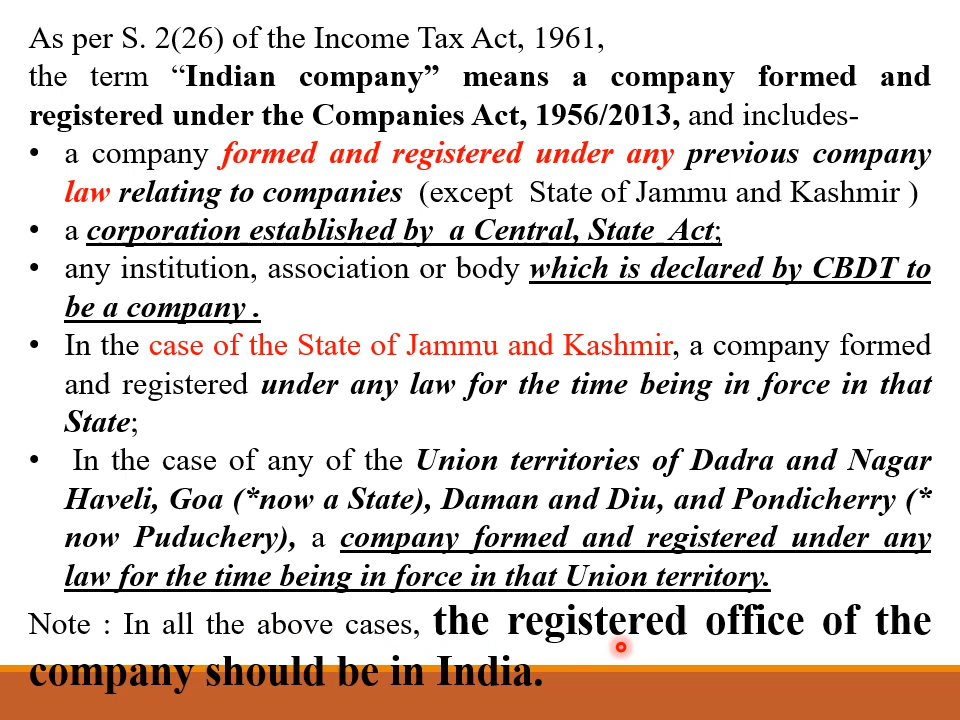 As per S. 2(26) of the Income Tax Act, 1961,
the term “Indian company” means a company formed and
registered under the Companies Act, 1956/2013, and includes-
• a company formed and registered under any previous company
law relating to companies (except State of Jammu and Kashmir )
• a corporation established by a Central, State Act;
• any institution, association or body which is declared by CBDT to
be a company .
• In the case of the State of Jammu and Kashmir, a company formed
and registered under any law for the time being in force in that
State;
• In the case of any of the Union territories of Dadra and Nagar
Haveli, Goa (*now a State), Daman and Diu, and Pondicherry (*
now Puduchery), a company formed and registered under any
law for the time being in force in that Union territory.
Note : In all the above cases, the registered office of the
company should be in India.